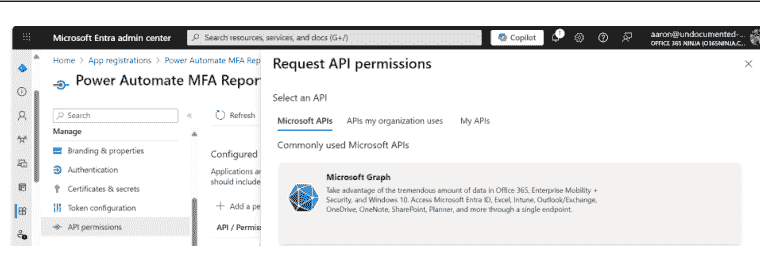 Microsoft Entra admin center
Search resources, services, and docs (G+/)
Copilot
1
aaron@undocumented-...
OFFICE 365 NINJA (O365NINJA.C...
Home > App registrations > Power Automate MFA Rep
Power Automate MFA Repor
Search
«
Refresh
Manage
Branding & properties
Authentication
Certificates & secrets
Token configuration
API permissions
Configured
Applications a
should include
+ Add a pe
API / Permis
Request API permissions
Select an API
Microsoft APIs APIs my organization uses My APIs
Commonly used Microsoft APIs
Microsoft Graph
Take advantage of the tremendous amount of data in Office 365, Enterprise Mobility +
Security, and Windows 10. Access Microsoft Entra ID, Excel, Intune, Outlook/Exchange,
OneDrive, OneNote, SharePoint, Planner, and more through a single endpoint.